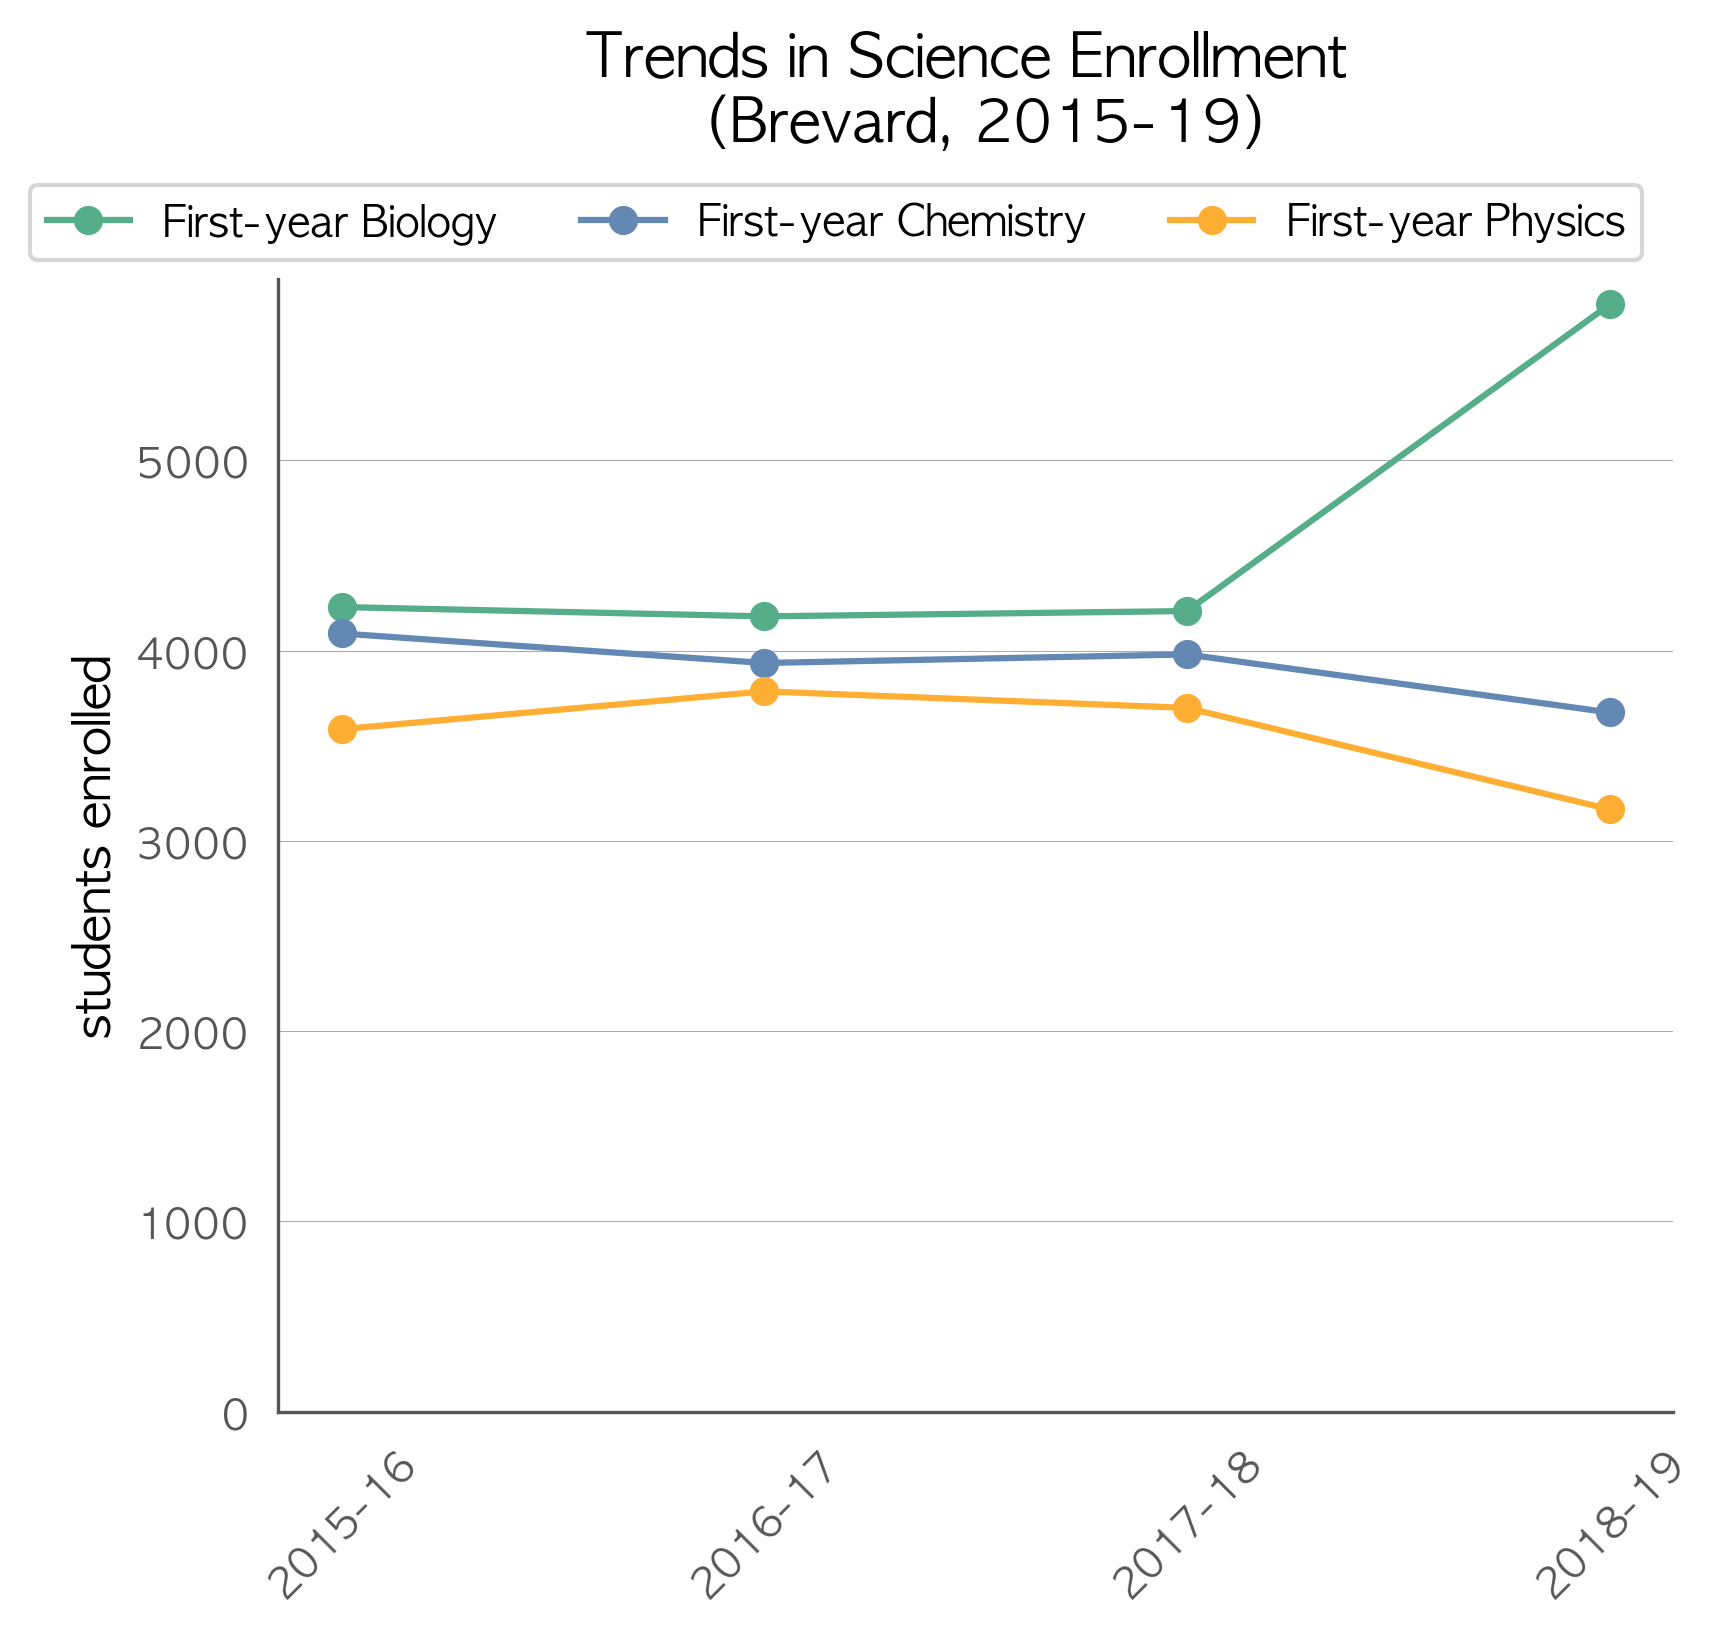 Trends in Science Enrollment
(Brevard, 2015-19)
First-year Biology First-year Chemistry First-year Physics
students enrolled
5000
4000
3000
2000
1000
0
2015-16 2016-17 2017-18 2018-19